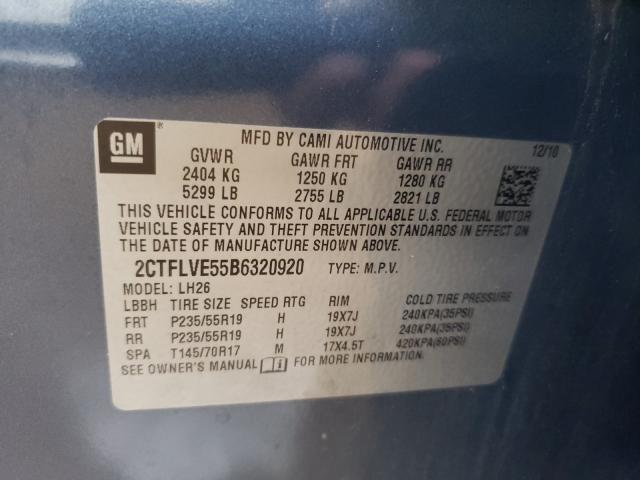 GM ®
MFD BY CAMI AUTOMOTIVE INC. 12/10
GVWR GAWR FRT GAWR RR
2404 KG 1250 KG 1280 KG
5299 LB 2755 LB 2821 LB
THIS VEHICLE CONFORMS TO ALL APPLICABLE U.S. FEDERAL MOTOR
VEHICLE SAFETY AND THEFT PREVENTION STANDARDS IN EFFECT ON
THE DATE OF MANUFACTURE SHOWN ABOVE.
2CTFLVE55B6320920 TYPE: M.P.V.
MODEL: LH26
LBBH TIRE SIZE SPEED RTG RIM COLD TIRE PRESSURE
FRT P235/55R19 H 19X7J 240KPA(35PSI)
RR P235/55R19 H 19X7J 240KPA(35PSI)
SPA T145/70R17 M 17X4.5T 420KPA(60PSI)
SEE OWNER'S MANUAL FOR MORE INFORMATION.